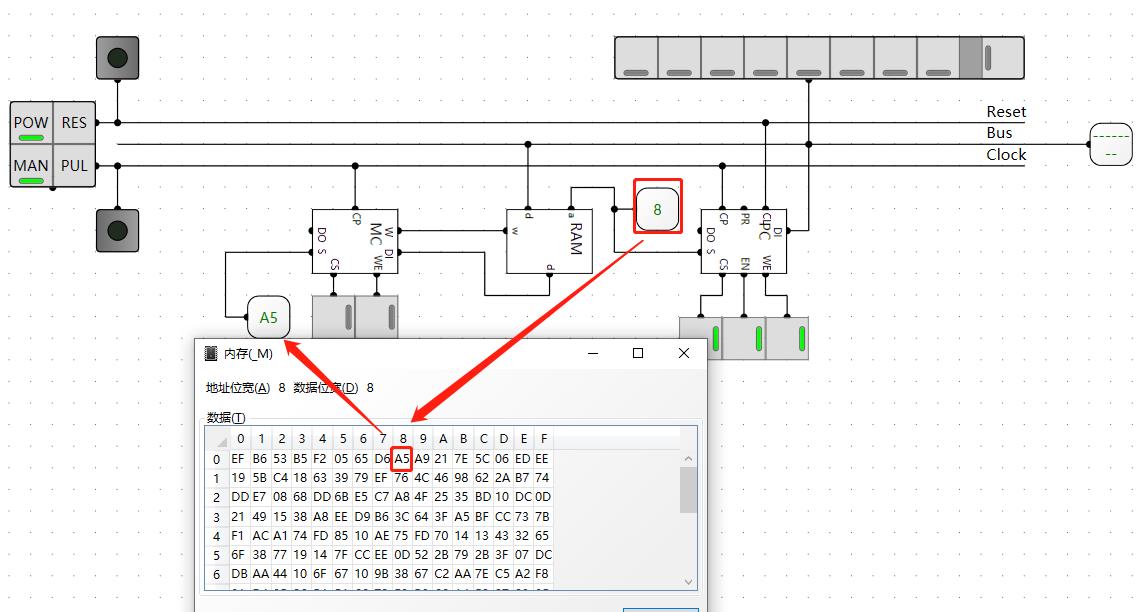 POW RES
MAN PUL
Reset
Bus
Clock
------
--
CP
MC
DO S
W DI
CS WE
A5
d
a
w
RAM
d
8
CP PR CL
PC
DI
DO S
CS EN WE
内存(_M)
地址位宽(A) 8 数据位宽(D) 8
数据(T)
0 1 2 3 4 5 6 7 8 9 A B C D E F
0 EF B6 53 B5 F2 05 65 D6 A5 A9 21 7E 5C 06 ED EE
1 19 5B C4 18 63 39 79 EF 76 4C 46 98 62 2A B7 74
2 DD E7 08 68 DD 6B E5 C7 A8 4F 25 35 BD 10 DC 0D
3 21 49 15 38 A8 EE D9 B6 3C 64 3F A5 BF CC 73 7B
4 F1 AC A1 74 FD 85 10 AE 75 FD 70 14 13 43 32 65
5 6F 38 77 19 14 7F CC EE 0D 52 2B 79 2B 3F 07 DC
6 DB AA 44 10 6F 67 10 9B 38 67 C2 AA 7E C5 A2 F8